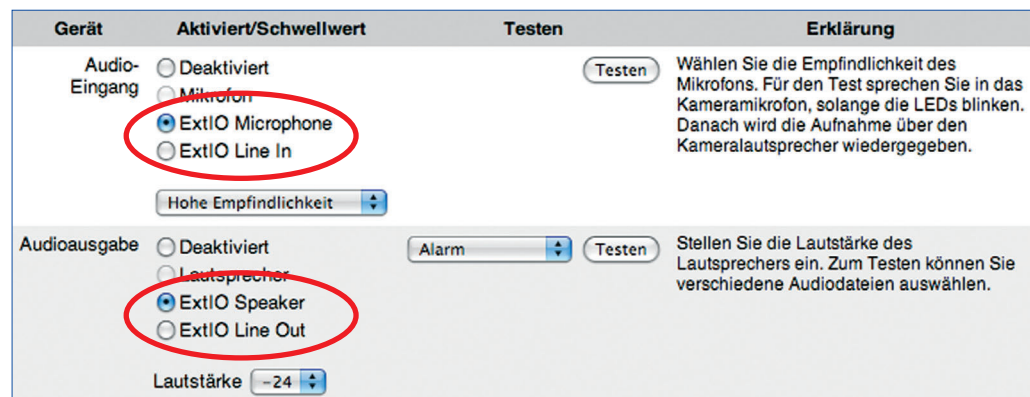 Gerät Aktiviert/Schwellwert Testen Erklärung
Audio-
Eingang
Deaktiviert
Mikrofon
ExtIO Microphone
ExtIO Line In
Hohe Empfindlichkeit
Testen
Wählen Sie die Empfindlichkeit des
Mikrofons. Für den Test sprechen Sie in das
Kameramikrofon, solange die LEDs blinken.
Danach wird die Aufnahme über den
Kameralautsprecher wiedergegeben.
Audioausgabe
Deaktiviert
Lautsprecher
ExtIO Speaker
ExtIO Line Out
Lautstärke -24
Alarm
Testen
Stellen Sie die Lautstärke des
Lautsprechers ein. Zum Testen können Sie
verschiedene Audiodateien auswählen.